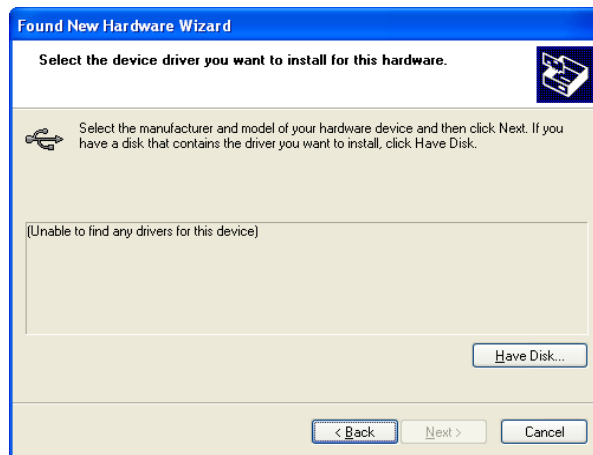 Found New Hardware Wizard
Select the device driver you want to install for this hardware.
Select the manufacturer and model of your hardware device and then click Next. If you
have a disk that contains the driver you want to install, click Have Disk.
(Unable to find any drivers for this device)
Have Disk...
< Back Next > Cancel